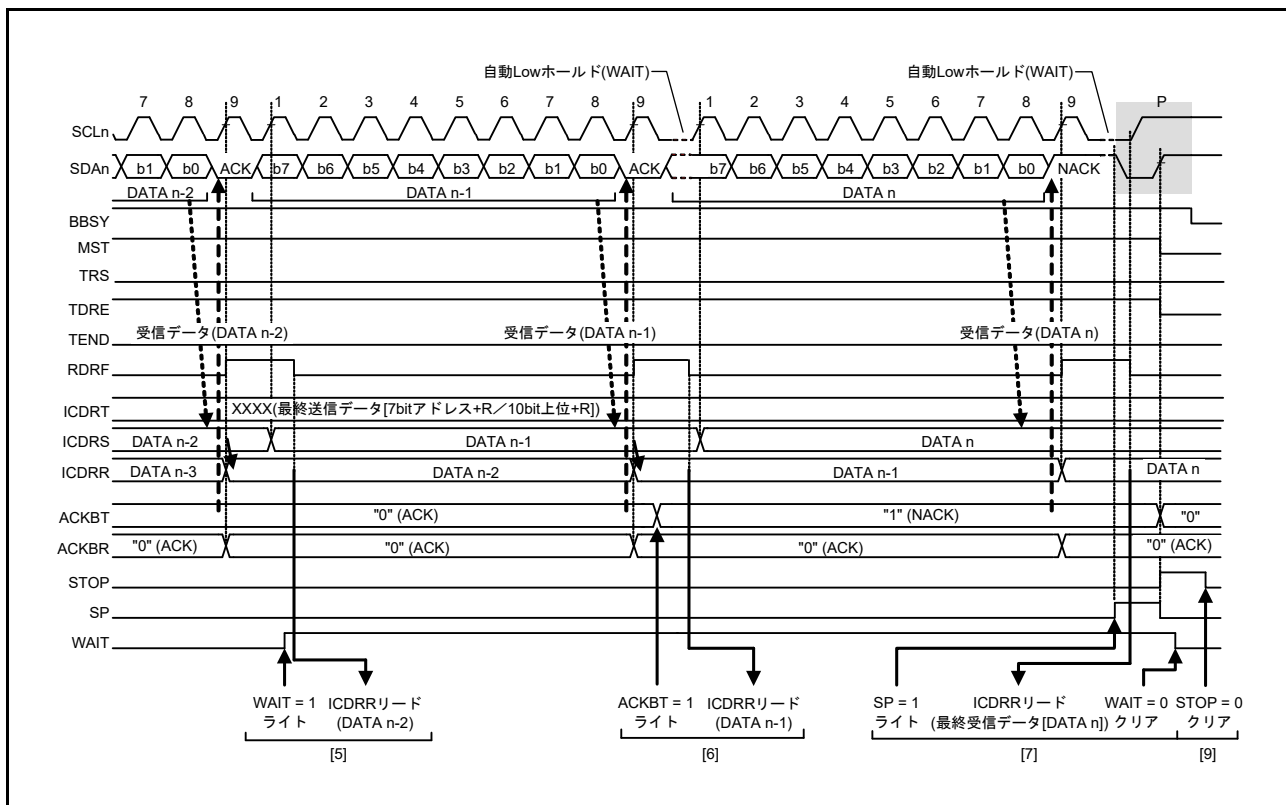 自動Lowホールド(WAIT) 自動Lowホールド(WAIT)
7 8 9 1 2 3 4 5 6 7 8 9 1 2 3 4 5 6 7 8 9 P
SCLn
SDAn b1 b0 ACK b7 b6 b5 b4 b3 b2 b1 b0 ACK b7 b6 b5 b4 b3 b2 b1 b0 NACK
DATA n-2 DATA n-1 DATA n
BBSY
MST
TRS
TDRE
TEND 受信データ(DATA n-2) 受信データ(DATA n-1) 受信データ(DATA n)
RDRF
ICDRT XXXX(最終送信データ[7bitアドレス+R/10bit上位+R])
ICDRS DATA n-2 DATA n-1 DATA n
ICDRR DATA n-3 DATA n-2 DATA n-1 DATA n
ACKBT "0" (ACK) "1" (NACK) "0"
ACKBR "0" (ACK) "0" (ACK) "0" (ACK) "0" (ACK)
STOP
SP
WAIT
WAIT = 1 ICDRRリード ACKBT = 1 ICDRRリード SP = 1 ICDRRリード WAIT = 0 STOP = 0
ライト (DATA n-2) ライト (DATA n-1) ライト (最終受信データ[DATA n]) クリア クリア
[5] [6] [7] [9]